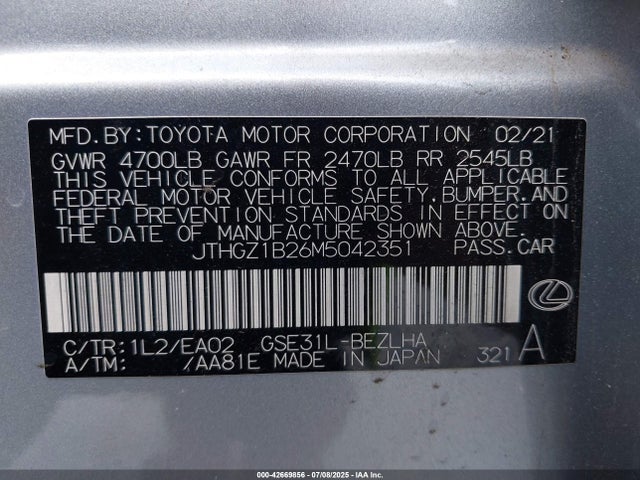 MFD.BY:TOYOTA MOTOR CORPORATION 02/21
GVWR 4700LB GAWR FR 2470LB RR 2545LB
THIS VEHICLE CONFORMS TO ALL APPLICABLE
FEDERAL MOTOR VEHICLE SAFETY,BUMPER,AND
THEFT PREVENTION STANDARDS IN EFFECT ON
THE DATE OF MANUFACTURE SHOWN ABOVE.
JTHGZ1B26M5042351 PASS.CAR
C/TR:1L2/EA02 GSE31L-BEZLHA
A/TM: /AA81E MADE IN JAPAN 321 A
000-42669856 - 07/08/2025 - IAA Inc.